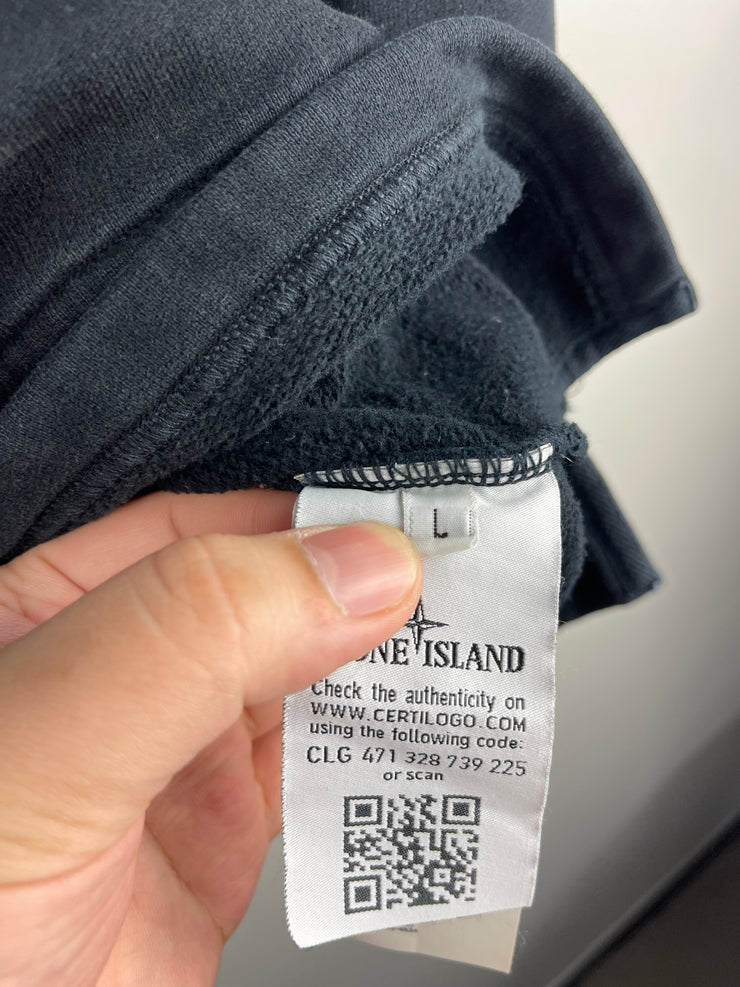 L
ISLAND
Check the authenticity on
WWW.CERTILOGO.COM
using the following code:
CLG 471 328 739 225
or scan